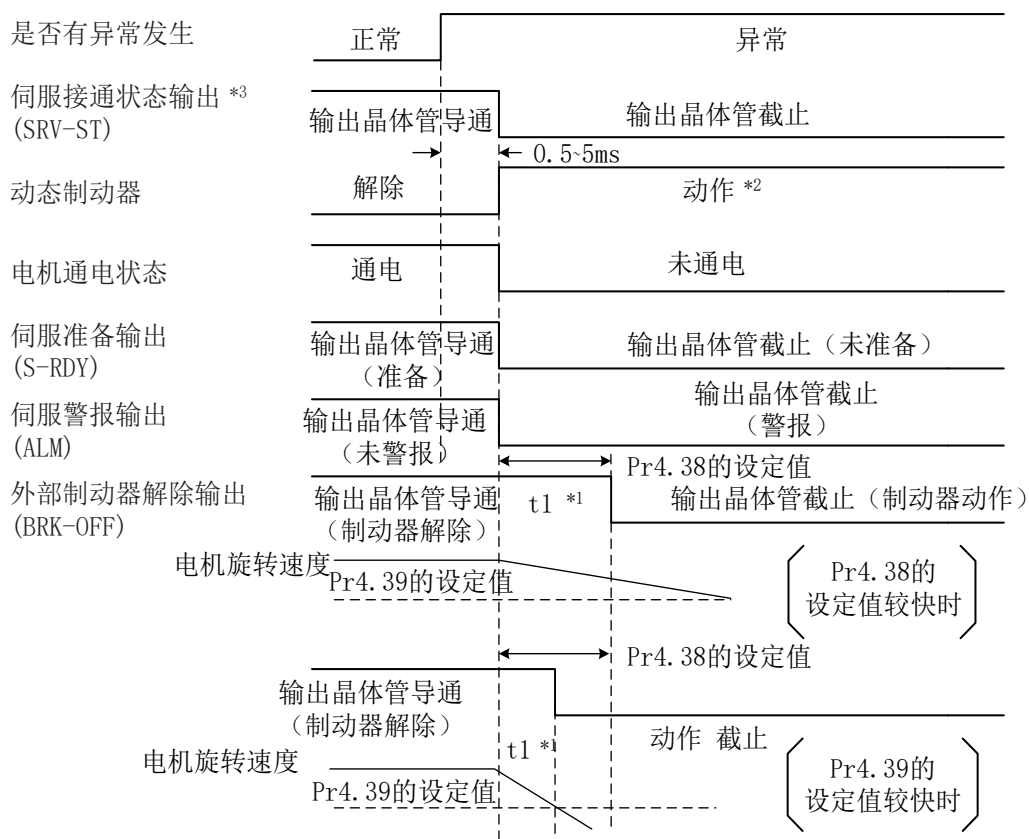 是否有异常发生
正常
异常
伺服接通状态输出 *3
(SRV-ST)
输出晶体管导通
输出晶体管截止
0.5~5ms
动态制动器
解除
动作 *2
电机通电状态
通电
未通电
伺服准备输出
(S-RDY)
输出晶体管导通
（准备）
输出晶体管截止（未准备）
伺服警报输出
(ALM)
输出晶体管导通
（未警报）
输出晶体管截止
（警报）
Pr4.38的设定值
外部制动器解除输出
(BRK-OFF)
输出晶体管导通
（制动器解除）
t1 *1
输出晶体管截止（制动器动作）
电机旋转速度
Pr4.39的设定值
Pr4.38的
设定值较快时
Pr4.38的设定值
输出晶体管导通
（制动器解除）
t1 *1
动作 截止
电机旋转速度
Pr4.39的设定值
Pr4.39的
设定值较快时